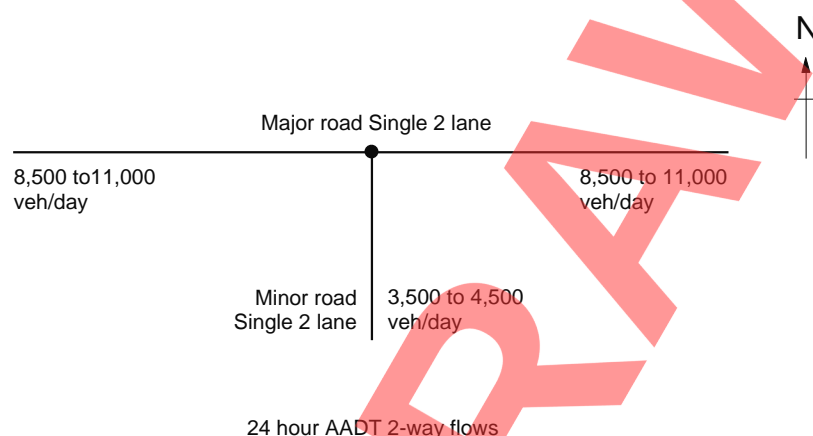 N
Major road Single 2 lane
8,500 to11,000
veh/day
8,500 to 11,000
veh/day
Minor road
Single 2 lane
3,500 to 4,500
veh/day
24 hour AADT 2-way flows
RAW